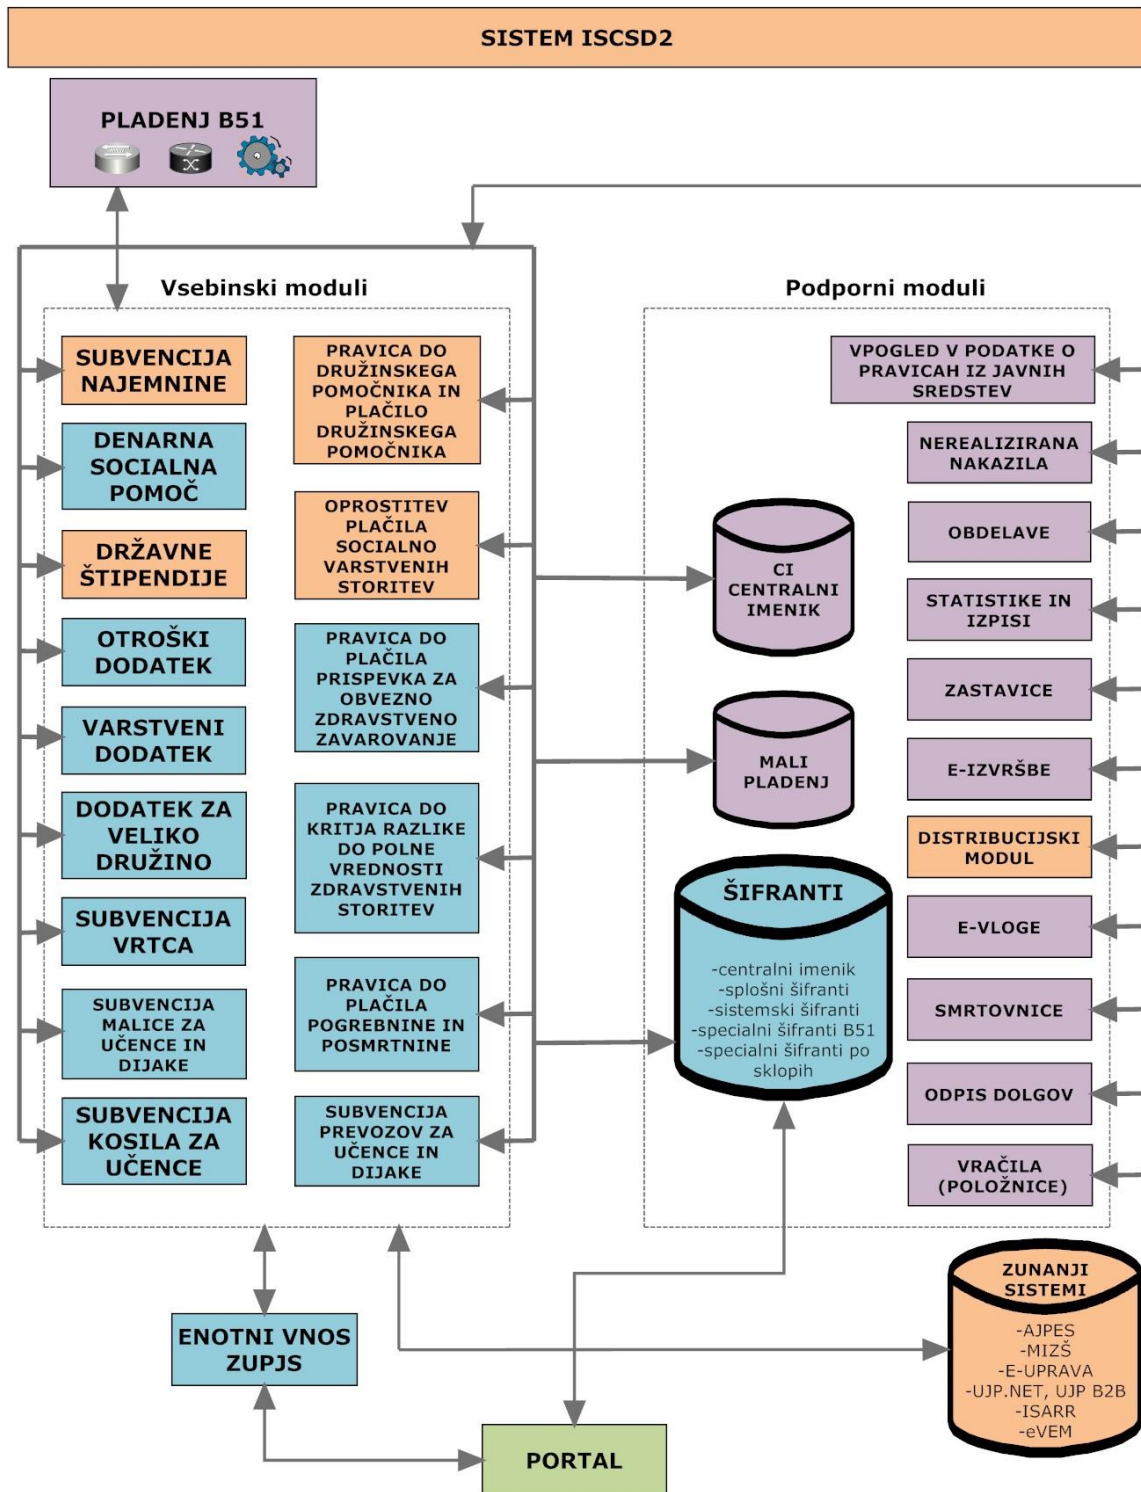 SISTEM ISCSD2
PLADENJ B51
Vsebinski moduli
SUBVENCIJA
NAJEMNINE
DENARNA
SOCIALNA
POMOČ
DRŽAVNE
ŠTIPENDIJE
OTROŠKI
DODATEK
VARSTVENI
DODATEK
DODATEK ZA
VELIKO
DRUŽINO
SUBVENCIJA
VRTCA
SUBVENCIJA
MALICE ZA
UČENCE IN
DIJAKE
SUBVENCIJA
KOSILA ZA
UČENCE
PRAVICA DO
DRUŽINSKEGA
POMOČNIKA IN
PLAČILO
DRUŽINSKEGA
POMOČNIKA
OPROSTITEV
PLAČILA
SOCIALNO
VARSTVENIH
STORITEV
PRAVICA DO
PLAČILA
PRISPEVKA ZA
OBVEZNO
ZDRAVSTVENO
ZAVAROVANJE
PRAVICA DO
KRITJA RAZLIKE
DO POLNE
VREDNOSTI
ZDRAVSTVENIH
STORITEV
PRAVICA DO
PLAČILA
POGREBNINE IN
POSMRTNINE
SUBVENCIJA
PREVOZOV ZA
UČENCE IN
DIJAKE
Podporni moduli
CI
CENTRALNI
IMENIK
MALI
PLADENJ
ŠIFRANTI
-centralni imenik
-splošni šifranti
-sistemski šifranti
-specialni šifranti B51
-specialni šifranti po
sklopih
VPOGLED V PODATKE O
PRAVICAH IZ JAVNIH
SREDSTEV
NEREALIZIRANA
NAKAZILA
OBDELAVE
STATISTIKE IN
IZPISI
ZASTAVICE
E-IZVRŠBE
DISTRIBUCIJSKI
MODUL
E-VLOGE
SMRTOVNICE
ODPIS DOLGOV
VRAČILA
(POLOŽNICE)
ENOTNI VNOS
ZUPJS
PORTAL
ZUNANJI
SISTEMI
-AJPES
-MIZŠ
-E-UPRAVA
-UJP.NET, UJP B2B
-ISARR
-eVEM